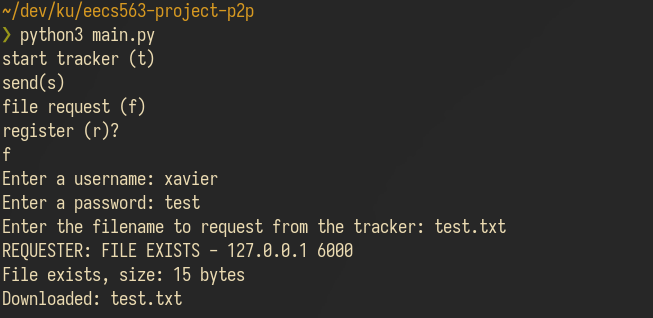 ~/dev/ku/eecs563-project-p2p
❯ python3 main.py
start tracker (t)
send(s)
file request (f)
register (r)?
f
Enter a username: xavier
Enter a password: test
Enter the filename to request from the tracker: test.txt
REQUESTER: FILE EXISTS - 127.0.0.1 6000
File exists, size: 15 bytes
Downloaded: test.txt